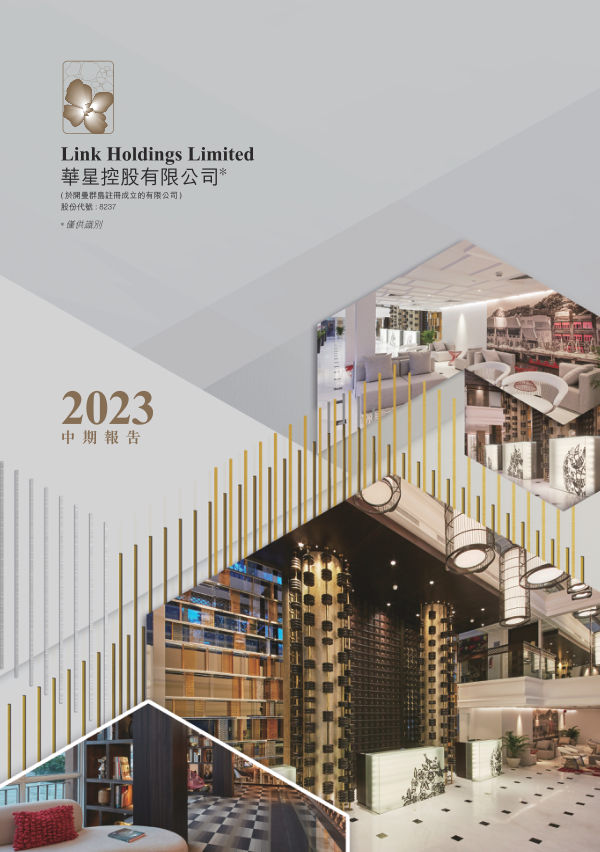 Link Holdings Limited
華星控股有限公司*
(於開曼群島註冊成立的有限公司)
股份代號 : 8237
* 僅供識別
2023
中期報告